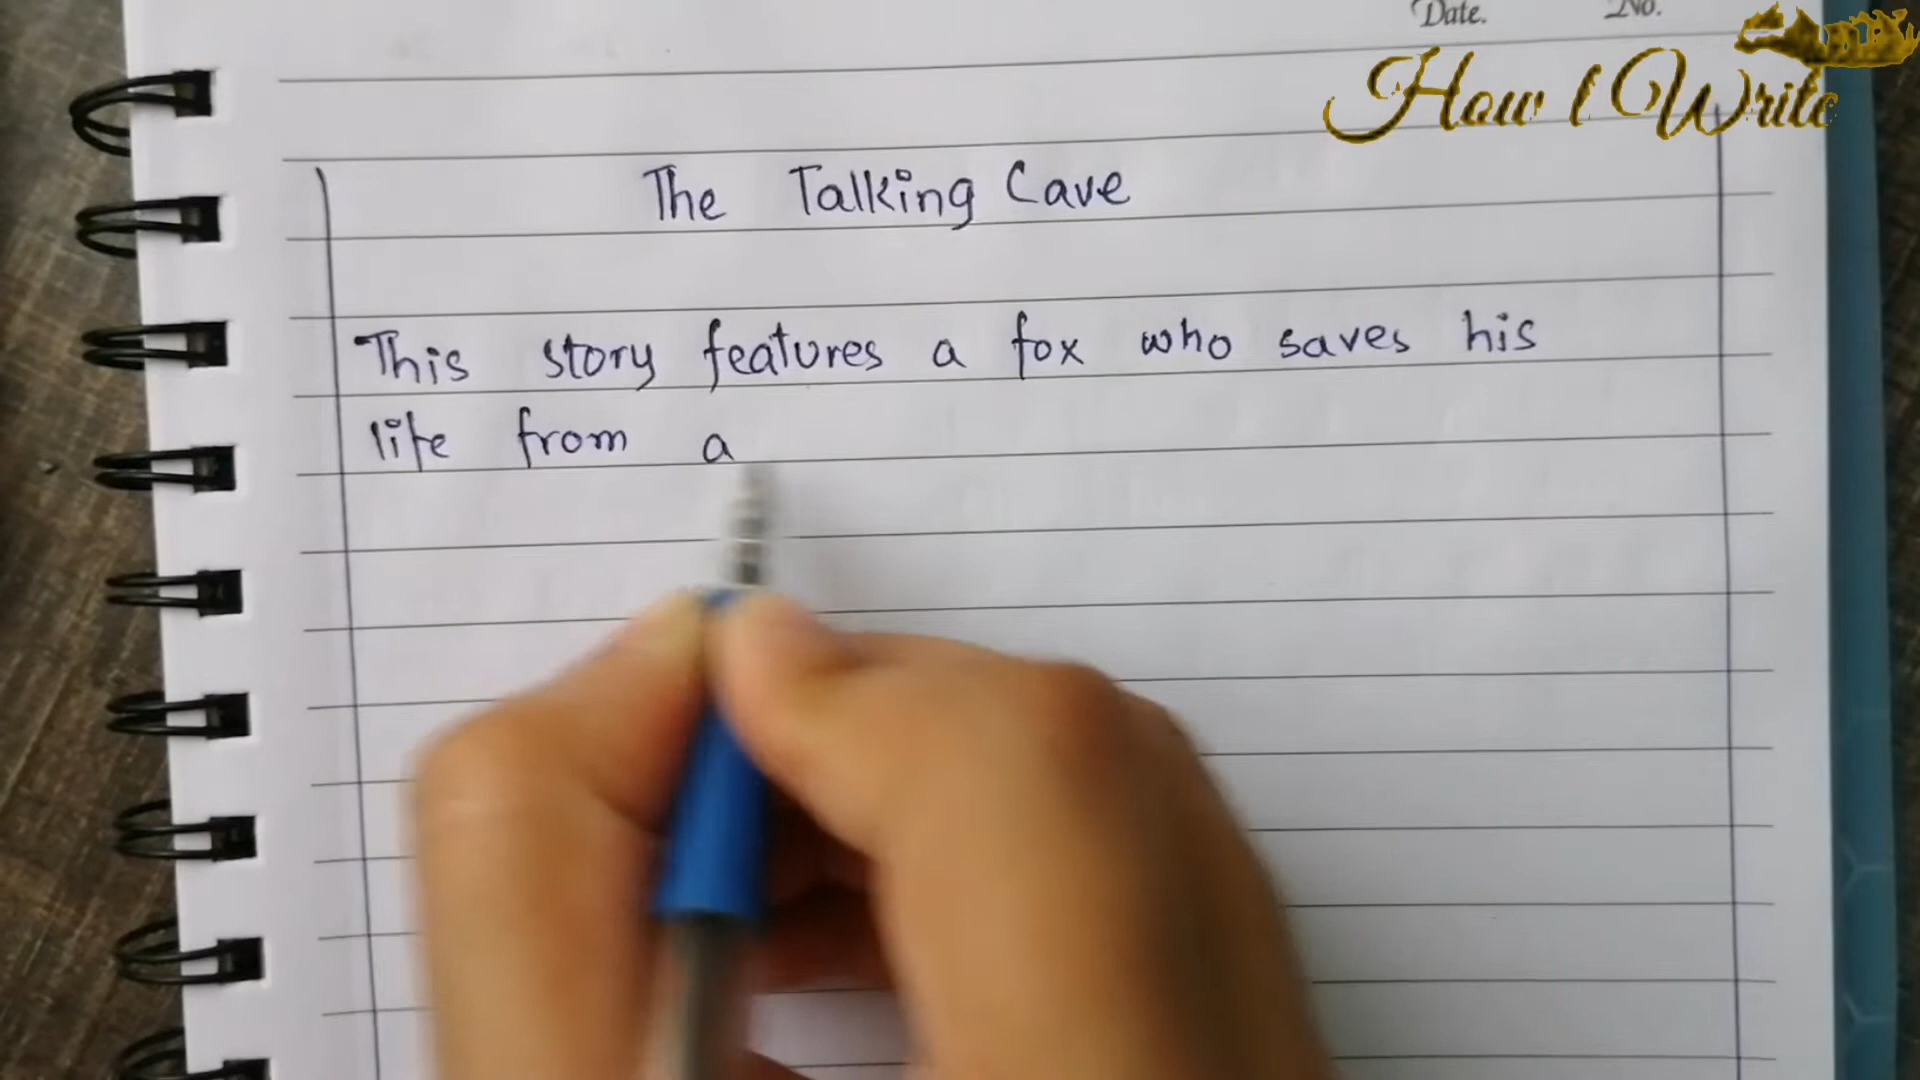 Date. No.
How I Write
The Talking Cave
This story features a fox who saves his
life from a